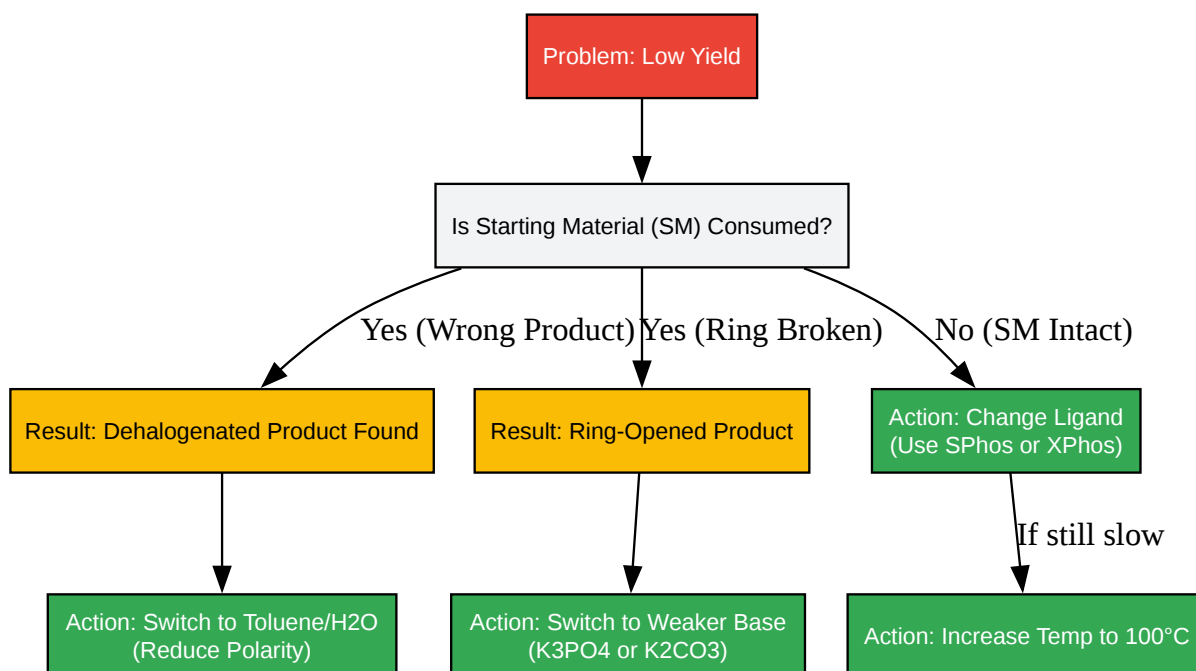 Problem: Low Yield
Is Starting Material (SM) Consumed?
Yes (Wrong Product)
Yes (Ring Broken)
No (SM Intact)
Result: Dehalogenated Product Found
Result: Ring-Opened Product
Action: Change Ligand
(Use SPhos or XPhos)
If still slow
Action: Switch to Toluene/H2O
(Reduce Polarity)
Action: Switch to Weaker Base
(K3PO4 or K2CO3)
Action: Increase Temp to 100°C